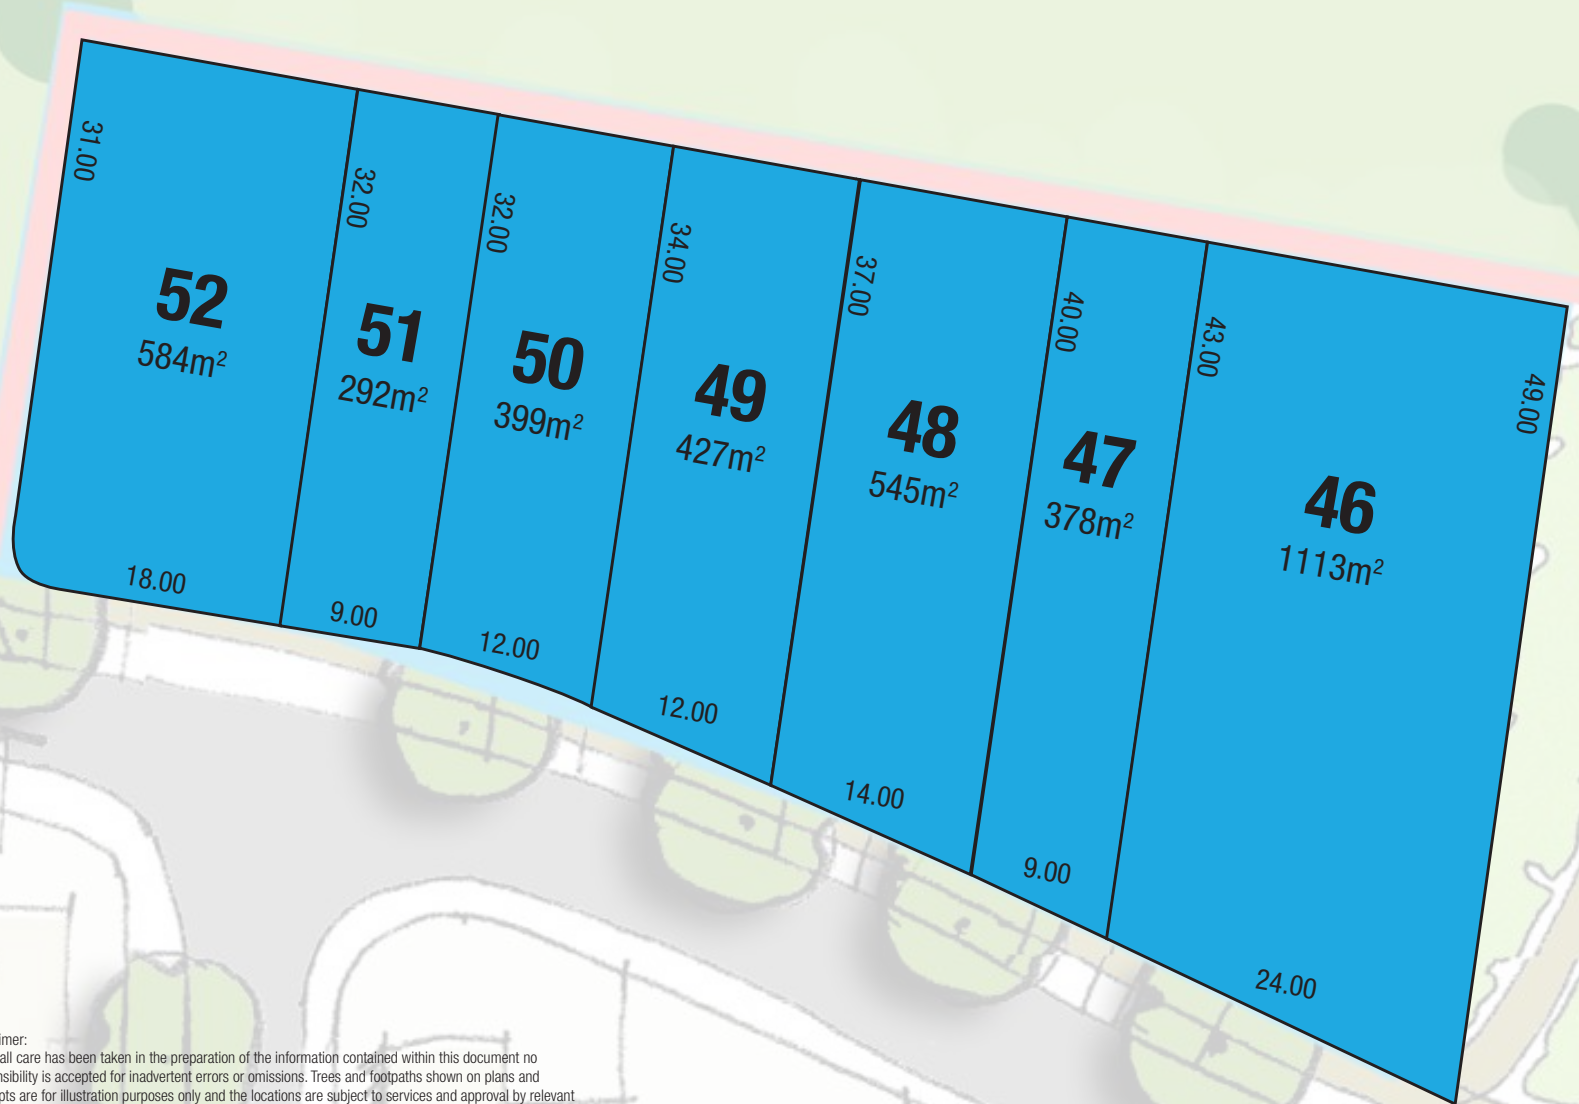 31.00
32.00
32.00
34.00
37.00
40.00
43.00
49.00
52
584m²
51
292m²
50
399m²
49
427m²
48
545m²
47
378m²
46
1113m²
18.00
9.00
12.00
12.00
14.00
9.00
24.00
imer:
all care has been taken in the preparation of the information contained within this document no
nsibility is accepted for inadvertent errors or omissions. Trees and footpaths shown on plans and
pts are for illustration purposes only and the locations are subject to services and approval by relevant